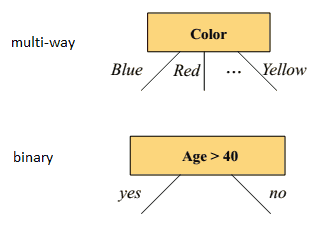 Color
multi-way
Blue Red ... Yellow
Age > 40
binary
yes no